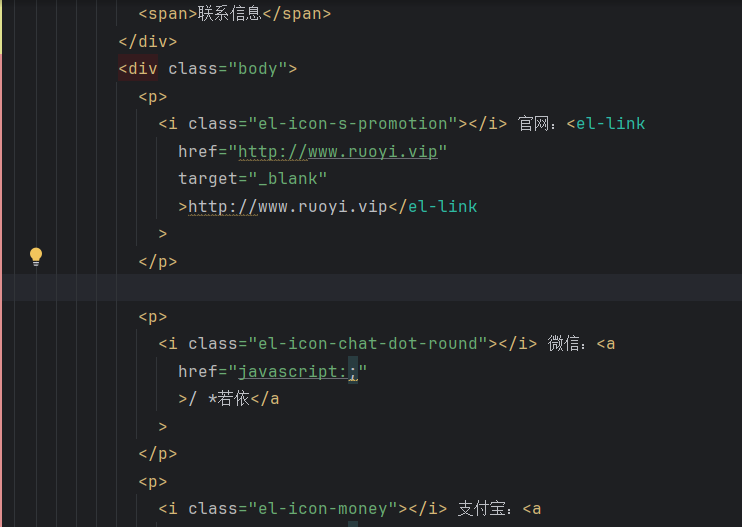 <span>联系信息</span>
</div>
<div class="body">
<p>
<i class="el-icon-s-promotion"></i> 官网：<el-link
href="http://www.ruoyi.vip"
target="_blank"
>http://www.ruoyi.vip</el-link
>
</p>
<p>
<i class="el-icon-chat-dot-round"></i> 微信：<a
href="javascript:;"
>/ *若依</a
>
</p>
<p>
<i class="el-icon-money"></i> 支付宝：<a